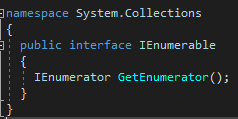 namespace System.Collections
{
public interface IEnumerable
{
IEnumerator GetEnumerator();
}
}